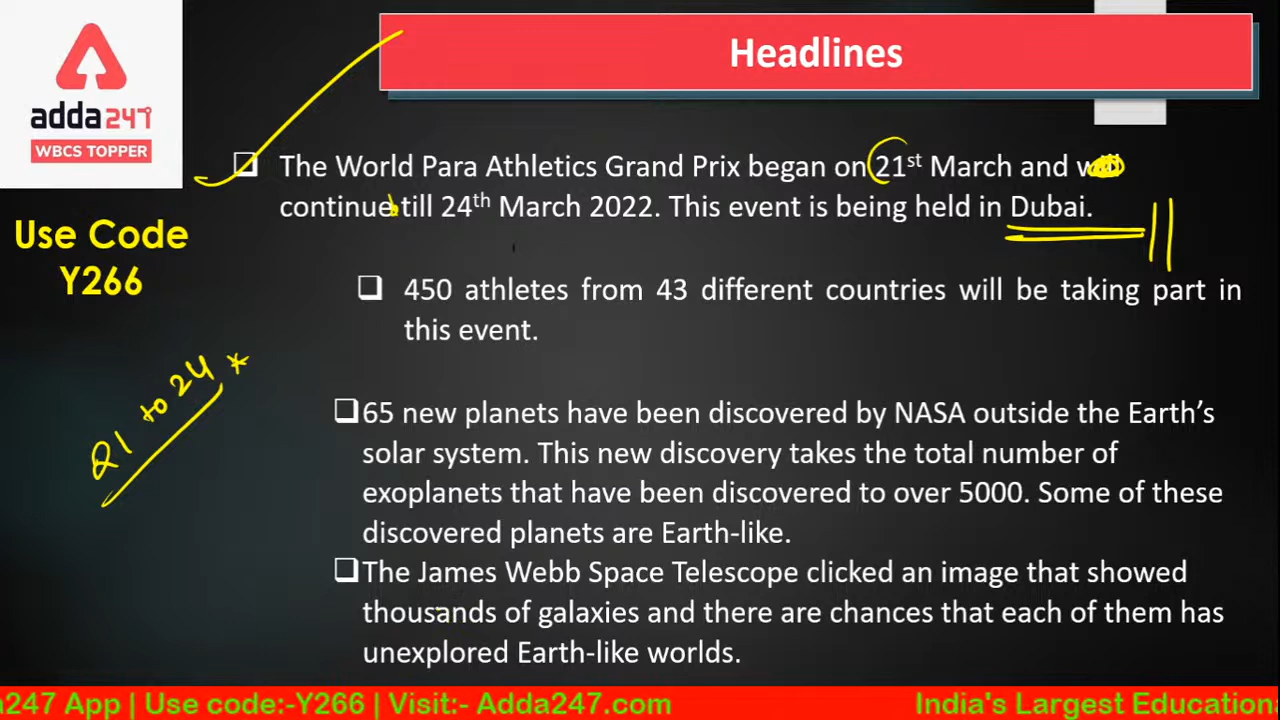 Headlines
adda247
WBCS TOPPER
The World Para Athletics Grand Prix began on 21st March and will
continue till 24th March 2022. This event is being held in Dubai.
Use Code
Y266
450 athletes from 43 different countries will be taking part in
this event.
21 to 24 *
65 new planets have been discovered by NASA outside the Earth's
solar system. This new discovery takes the total number of
exoplanets that have been discovered to over 5000. Some of these
discovered planets are Earth-like.
The James Webb Space Telescope clicked an image that showed
thousands of galaxies and there are chances that each of them has
unexplored Earth-like worlds.
a247 App | Use code:-Y266 | Visit:- Adda247.com India's Largest Education